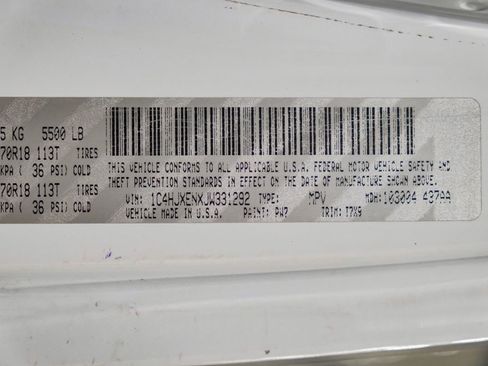 5 KG 5500 LB
70R18 113T TIRES
KPA ( 36 PSI) COLD
70R18 113T TIRES
KPA ( 36 PSI) COLD
THIS VEHICLE CONFORMS TO ALL APPLICABLE U.S.A. FEDERAL MOTOR VEHICLE SAFETY AND
THEFT PREVENTION STANDARDS IN EFFECT ON THE DATE OF MANUFACTURE SHOWN ABOVE.
VIN: 1C4HJXENXJW331292 TYPE: MPV MDH: 103004 437AA
VEHICLE MADE IN U.S.A. PAINT: PW7 TRIM: T7X9